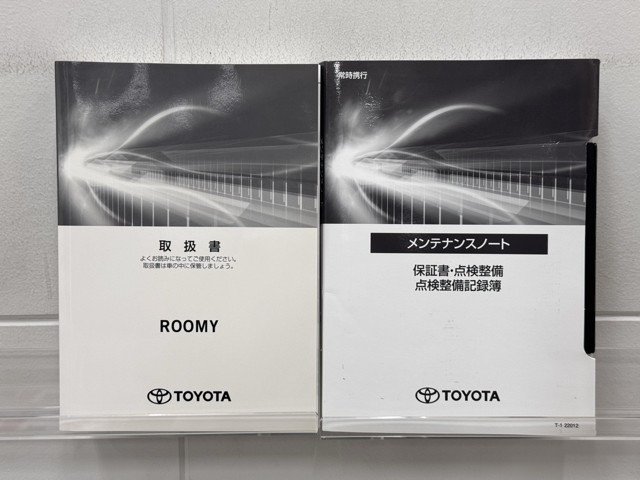 取扱書
よくお読みになってご使用ください。
取扱書は車の中に保管しましょう。
ROOMY
TOYOTA
常時携行
メンテナンスノート
保証書・点検整備
点検整備記録簿
TOYOTA
T-1 22012